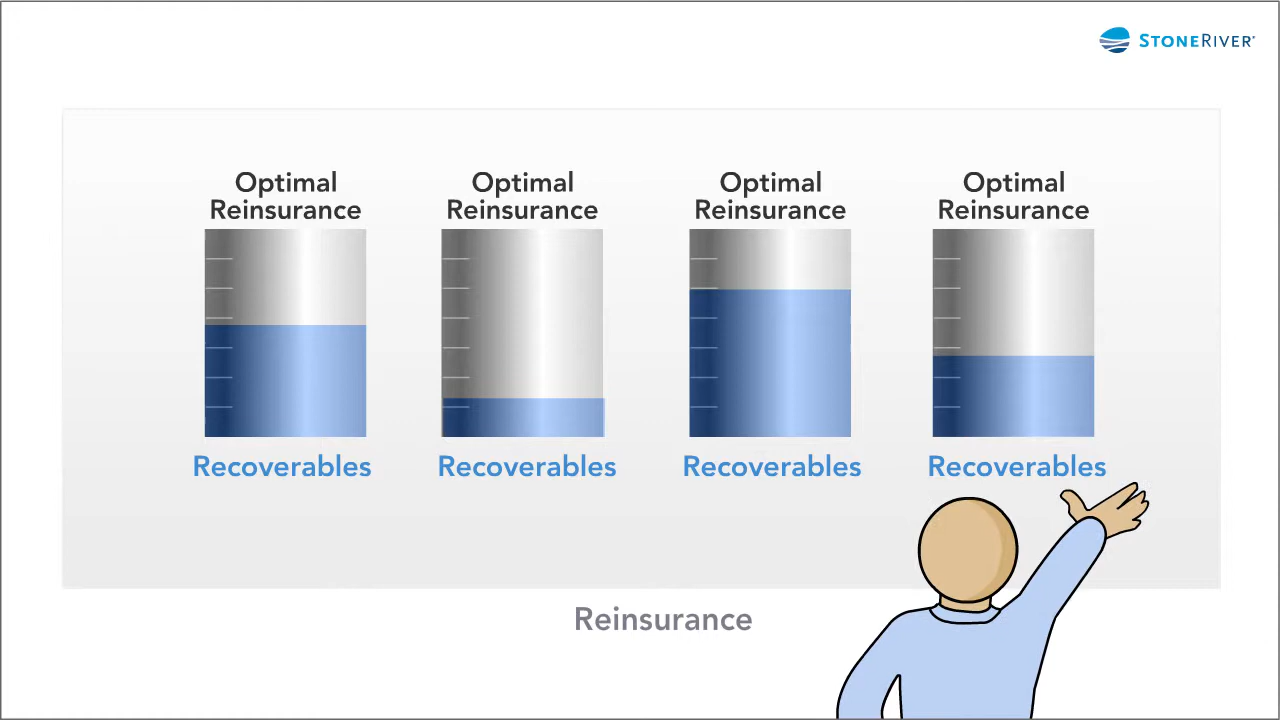 STONERIVER
Optimal
Reinsurance
Optimal
Reinsurance
Optimal
Reinsurance
Optimal
Reinsurance
Recoverables
Recoverables
Recoverables
Recoverables
Reinsurance